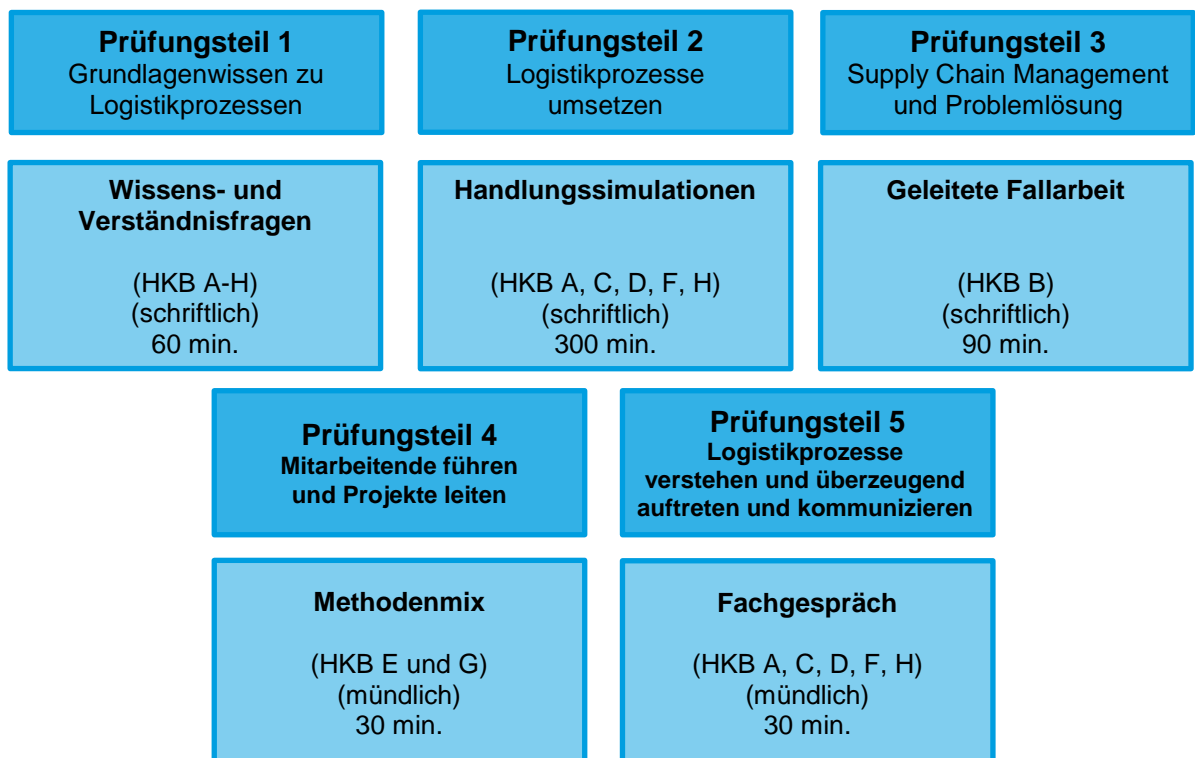 Prüfungsteil 1
Grundlagenwissen zu
Logistikprozessen
Prüfungsteil 2
Logistikprozesse
umsetzen
Prüfungsteil 3
Supply Chain Management
und Problemlösung
Wissens- und
Verständnisfragen
(HKB A-H)
(schriftlich)
60 min.
Handlungssimulationen
(HKB A, C, D, F, H)
(schriftlich)
300 min.
Geleitete Fallarbeit
(HKB B)
(schriftlich)
90 min.
Prüfungsteil 4
Mitarbeitende führen
und Projekte leiten
Prüfungsteil 5
Logistikprozesse
verstehen und überzeugend
auftreten und kommunizieren
Methodenmix
(HKB E und G)
(mündlich)
30 min.
Fachgespräch
(HKB A, C, D, F, H)
(mündlich)
30 min.